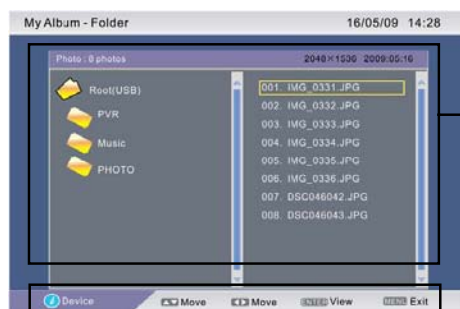 My Album - Folder 16/05/09 14:28
Photo : 8 photos 2048×1536 2009:05:16
Root(USB)
PVR
Music
PHOTO
001. IMG_0331.JPG
002. IMG_0332.JPG
003. IMG_0333.JPG
004. IMG_0334.JPG
005. IMG_0335.JPG
006. IMG_0336.JPG
007. DSC046042.JPG
008. DSC046043.JPG
Device Move Move ENTER View MENU Exit